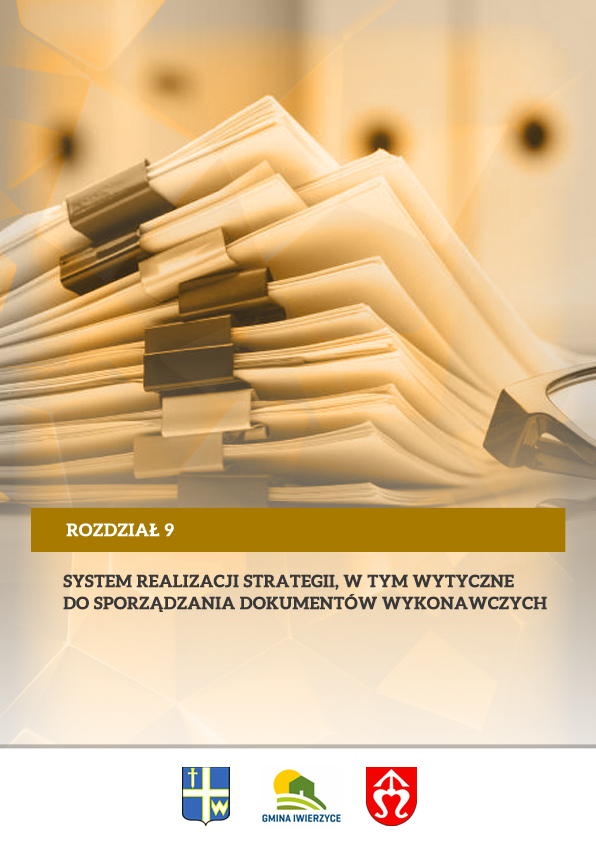 ROZDZIAŁ 9
SYSTEM REALIZACJI STRATEGII, W TYM WYTYCZNE
DO SPORZĄDZANIA DOKUMENTÓW WYKONAWCZYCH
W
GMINA IWIERZYCE